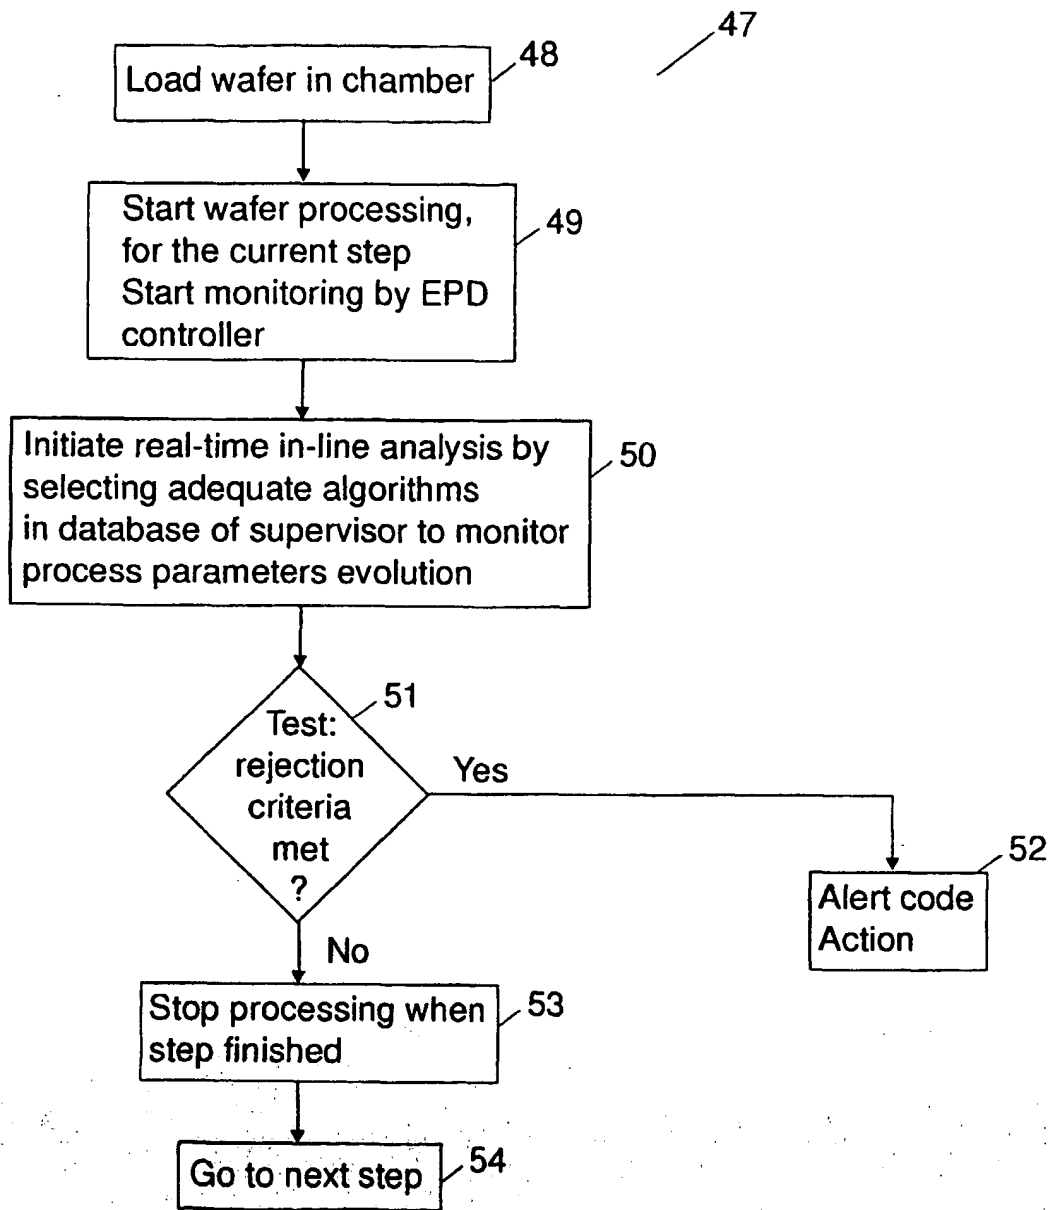 47
Load wafer in chamber
48
Start wafer processing,
for the current step
Start monitoring by EPD
controller
49
Initiate real-time in-line analysis by
selecting adequate algorithms
in database of supervisor to monitor
process parameters evolution
50
51
Test:
rejection
criteria
met
?
Yes
52
Alert code
Action
No
Stop processing when
step finished
53
Go to next step
54